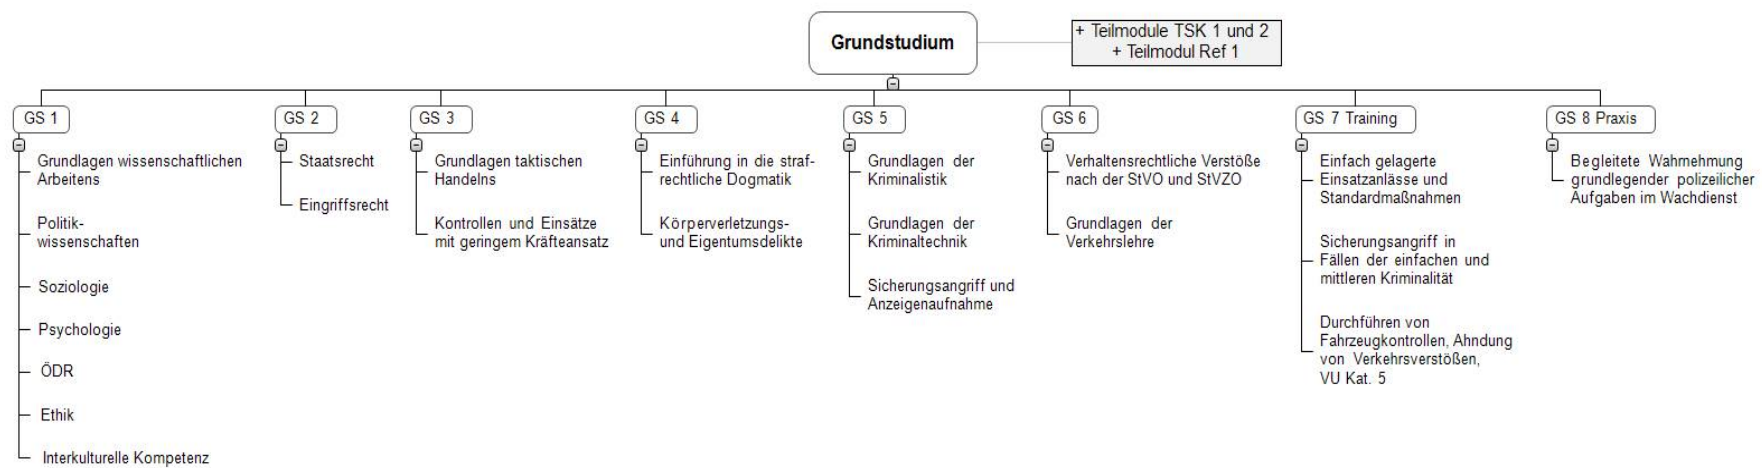 Grundstudium
+ Teilmodule TSK 1 und 2
+ Teilmodul Ref 1
GS 1
Grundlagen wissenschaftlichen
Arbeitens
Politik-
wissenschaften
Soziologie
Psychologie
ÖDR
Ethik
Interkulturelle Kompetenz
GS 2
Staatsrecht
Eingriffsrecht
GS 3
Grundlagen taktischen
Handelns
Kontrollen und Einsätze
mit geringem Kräfteansatz
GS 4
Einführung in die straf-
rechtliche Dogmatik
Körperverletzungs-
und Eigentumsdelikte
GS 5
Grundlagen der
Kriminalistik
Grundlagen der
Kriminaltechnik
Sicherungsangriff und
Anzeigenaufnahme
GS 6
Verhaltensrechtliche Verstöße
nach der StVO und StVZO
Grundlagen der
Verkehrslehre
GS 7 Training
Einfach gelagerte
Einsatzanlässe und
Standardmaßnahmen
Sicherungsangriff in
Fällen der einfachen und
mittleren Kriminalität
Durchführen von
Fahrzeugkontrollen, Ahndung
von Verkehrsverstößen,
VU Kat. 5
GS 8 Praxis
Begleitete Wahrnehmung
grundlegender polizeilicher
Aufgaben im Wachdienst